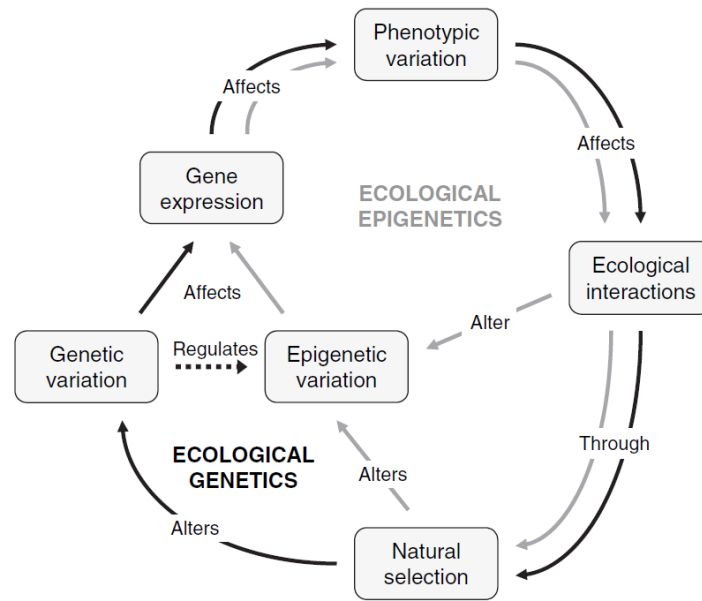 Phenotypic
variation
Affects
Affects
Gene
expression
ECOLOGICAL
EPIGENETICS
Ecological
interactions
Affects
Alter
Genetic
variation
Regulates
Epigenetic
variation
Through
ECOLOGICAL
GENETICS
Alters
Alters
Natural
selection